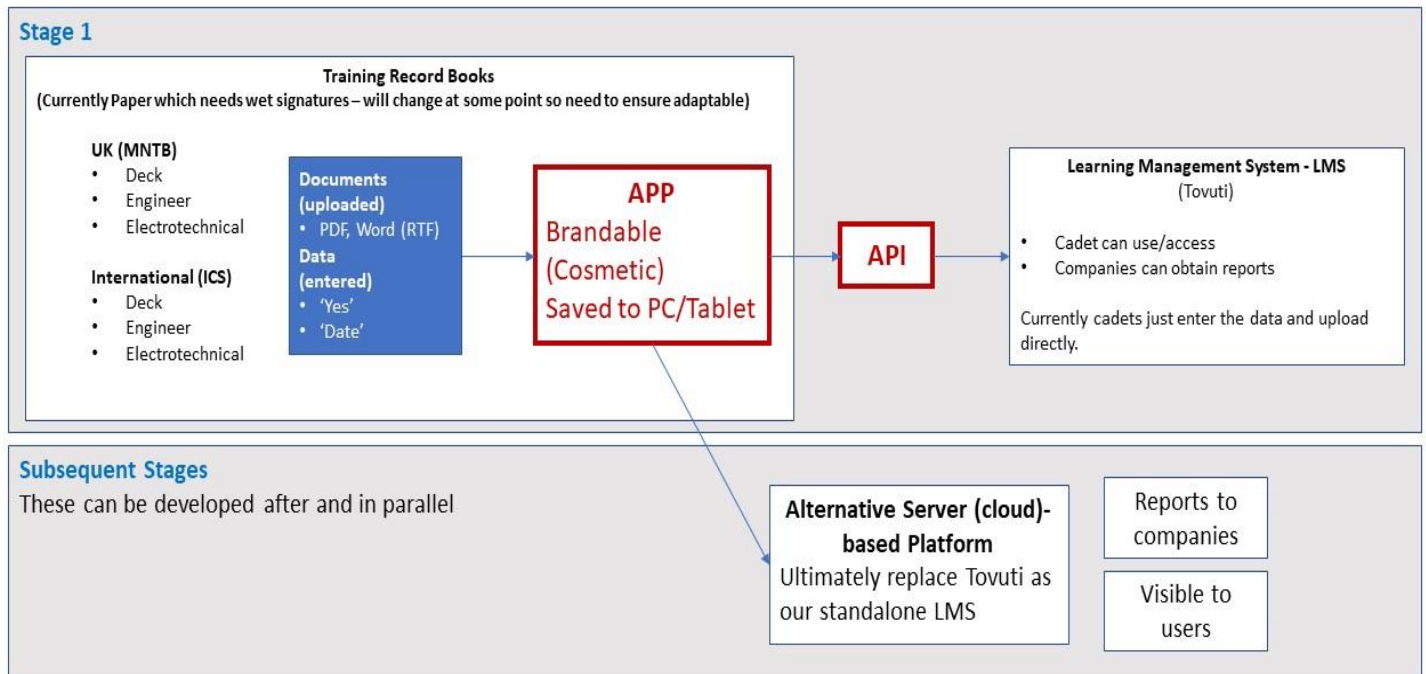 Stage 1
Training Record Books
(Currently Paper which needs wet signatures – will change at some point so need to ensure adaptable)
UK (MNTB)
• Deck
• Engineer
• Electrotechnical
International (ICS)
• Deck
• Engineer
• Electrotechnical
Documents
(uploaded)
• PDF, Word (RTF)
Data
(entered)
• ‘Yes’
• ‘Date’
APP
Brandable
(Cosmetic)
Saved to PC/Tablet
API
Learning Management System - LMS
(Tovuti)
• Cadet can use/access
• Companies can obtain reports
Currently cadets just enter the data and upload
directly.
Subsequent Stages
These can be developed after and in parallel
Alternative Server (cloud)-
based Platform
Ultimately replace Tovuti as
our standalone LMS
Reports to
companies
Visible to
users